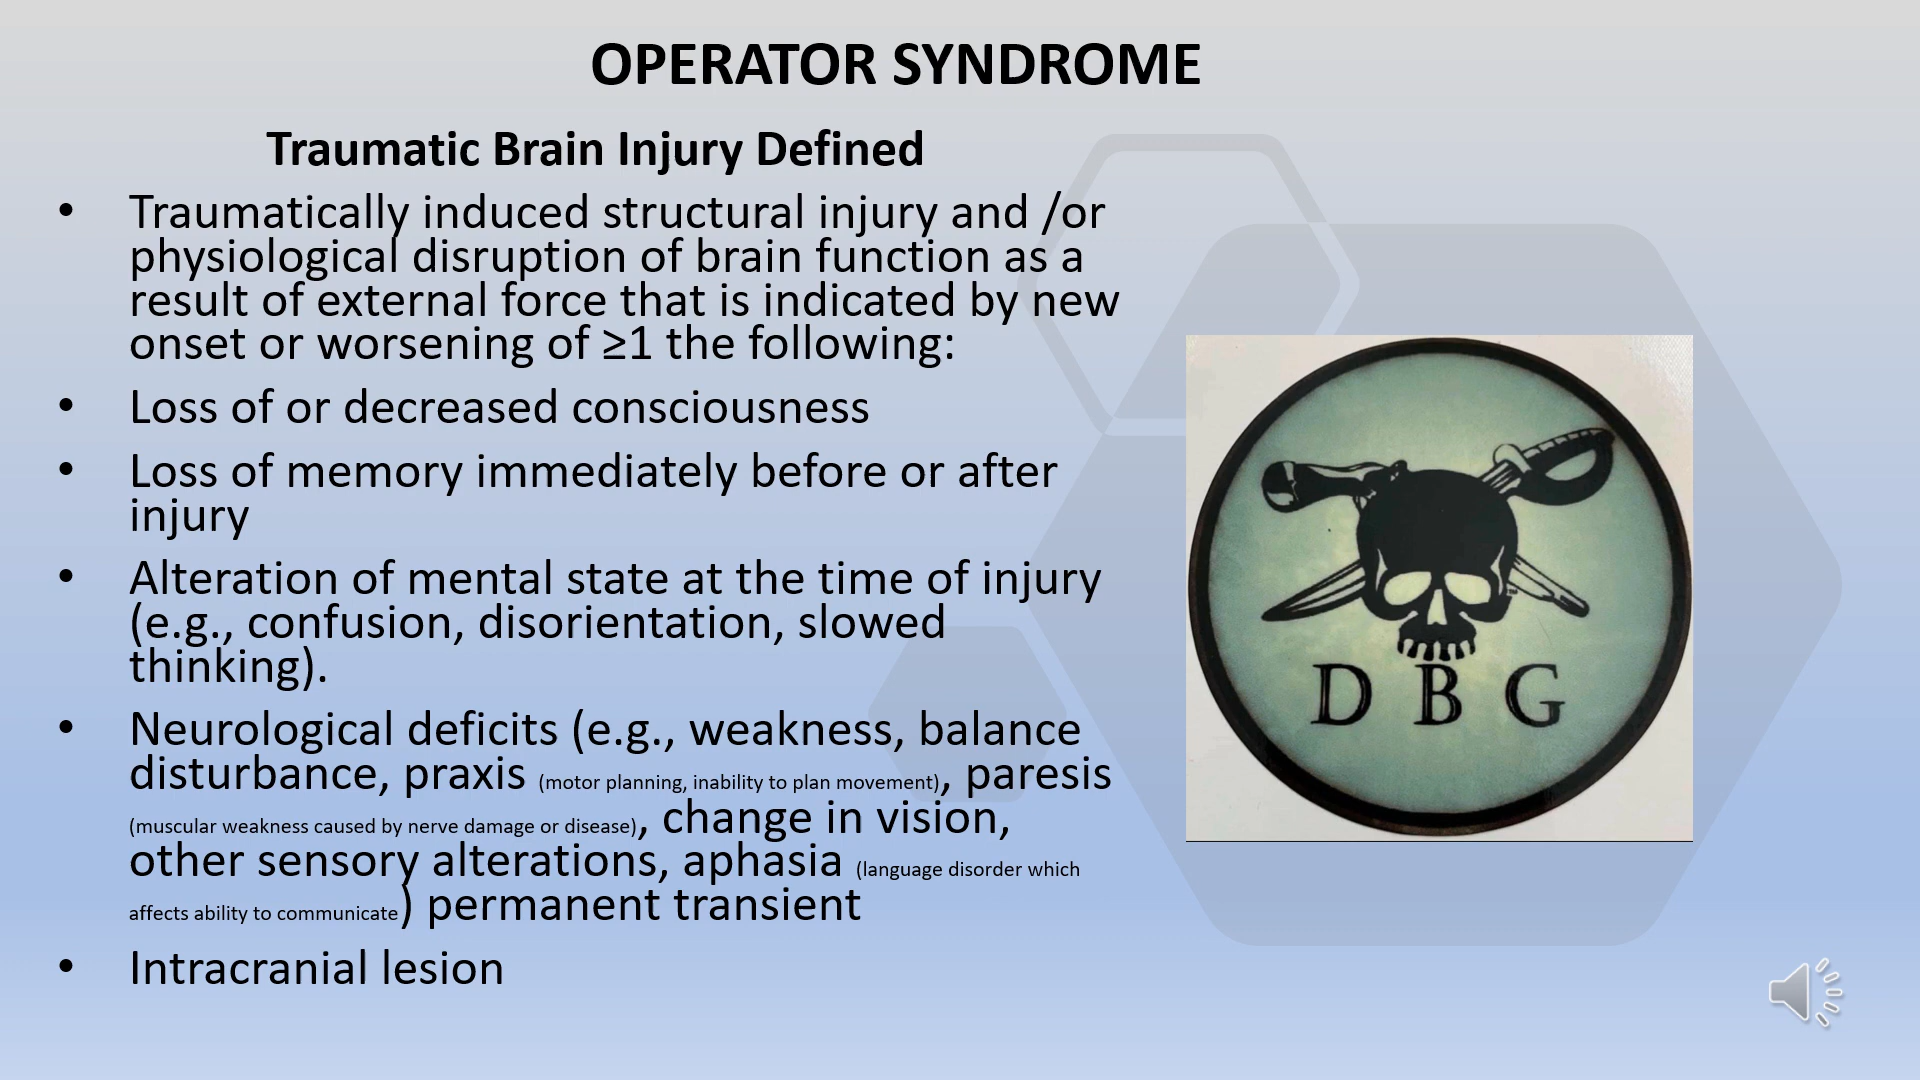 OPERATOR SYNDROME
Traumatic Brain Injury Defined
• Traumatically induced structural injury and /or
physiological disruption of brain function as a
result of external force that is indicated by new
onset or worsening of ≥1 the following:
• Loss of or decreased consciousness
• Loss of memory immediately before or after
injury
• Alteration of mental state at the time of injury
(e.g., confusion, disorientation, slowed
thinking).
• Neurological deficits (e.g., weakness, balance
disturbance, praxis (motor planning, inability to plan movement), paresis
(muscular weakness caused by nerve damage or disease), change in vision,
other sensory alterations, aphasia (language disorder which
affects ability to communicate) permanent transient
• Intracranial lesion
D B G